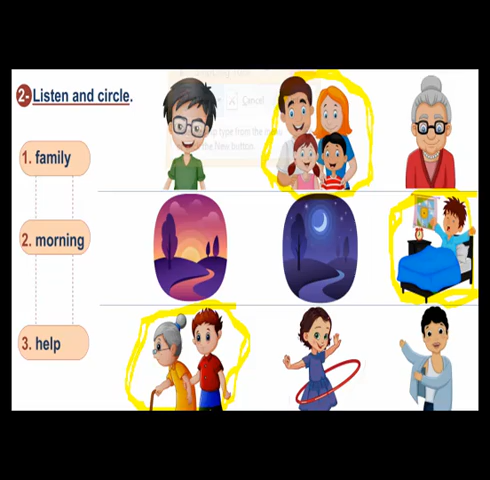 2- Listen and circle.
Cancel
type from the
the New button.
1. family
2. morning
3. help